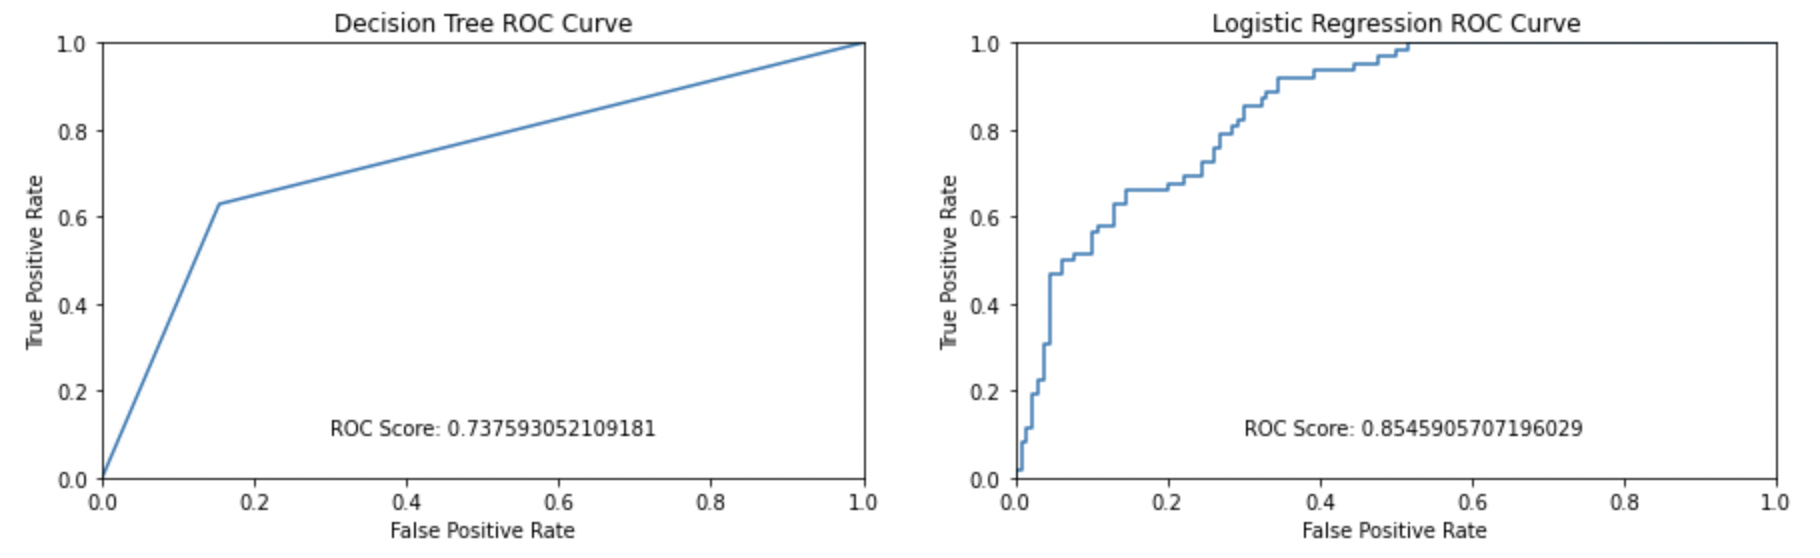 Decision Tree ROC Curve
1.0
0.8
0.6
0.4
0.2
0.0
True Positive Rate
ROC Score: 0.737593052109181
0.0 0.2 0.4 0.6 0.8 1.0
False Positive Rate
Logistic Regression ROC Curve
1.0
0.8
0.6
0.4
0.2
0.0
True Positive Rate
ROC Score: 0.8545905707196029
0.0 0.2 0.4 0.6 0.8 1.0
False Positive Rate